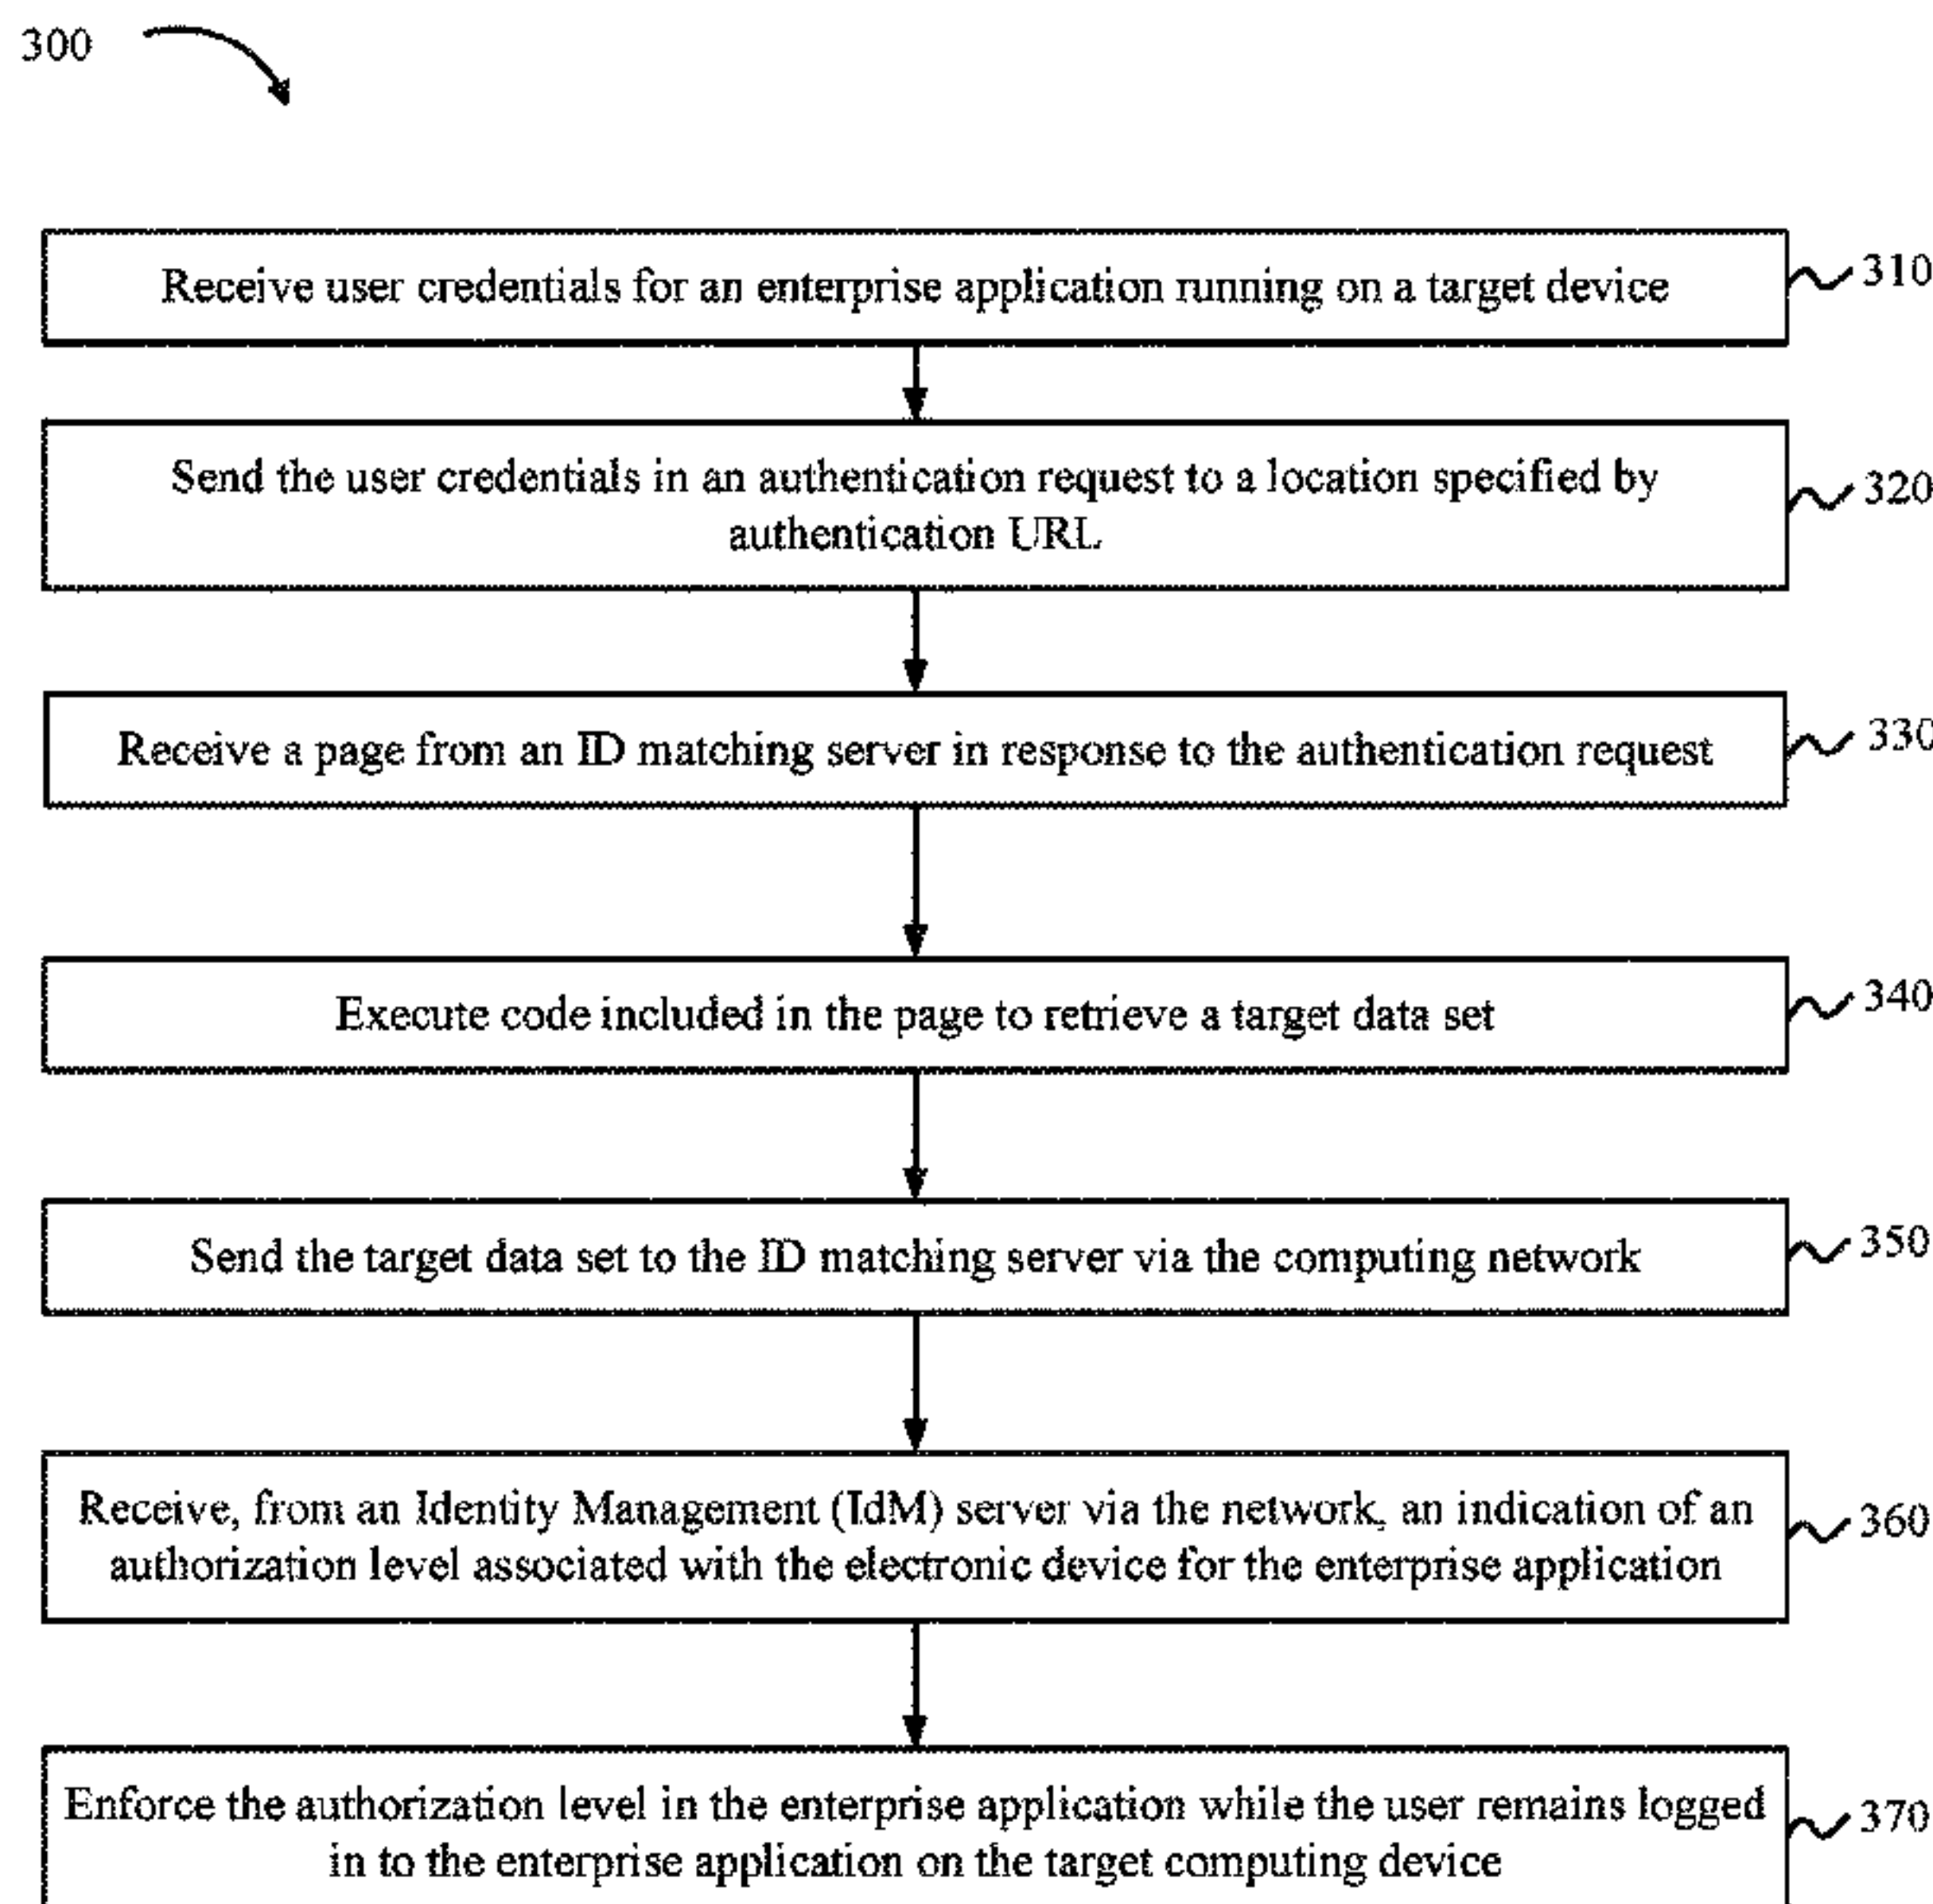 300
Receive user credentials for an enterprise application running on a target device
310
Send the user credentials in an authentication request to a location specified by
authentication URL
320
Receive a page from an ID matching server in response to the authentication request
330
Execute code included in the page to retrieve a target data set
340
Send the target data set to the ID matching server via the computing network
350
Receive, from an Identity Management (IdM) server via the network, an indication of an
authorization level associated with the electronic device for the enterprise application
360
Enforce the authorization level in the enterprise application while the user remains logged
in to the enterprise application on the target computing device
370